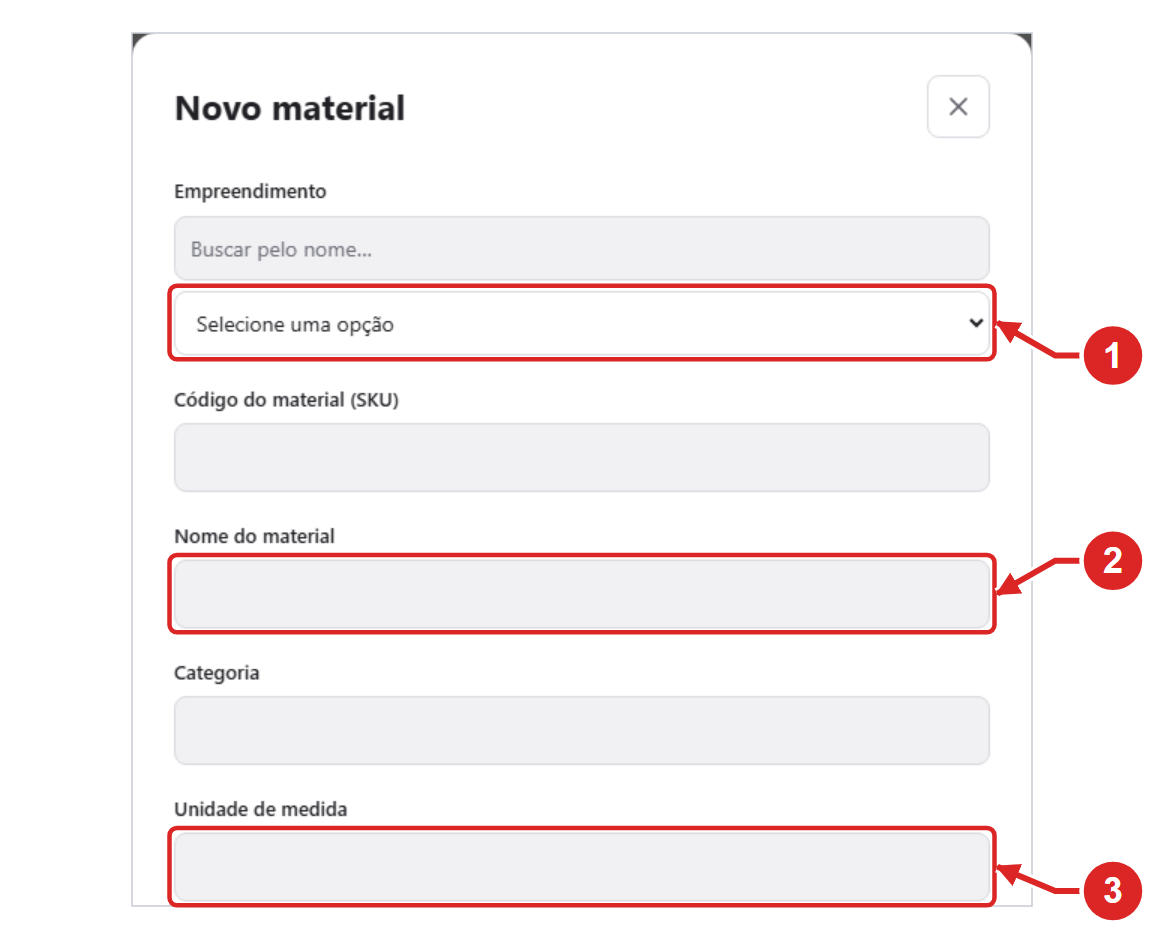 Novo material
Empreendimento
Buscar pelo nome...
Selecione uma opção
1
Código do material (SKU)
Nome do material
2
Categoria
Unidade de medida
3